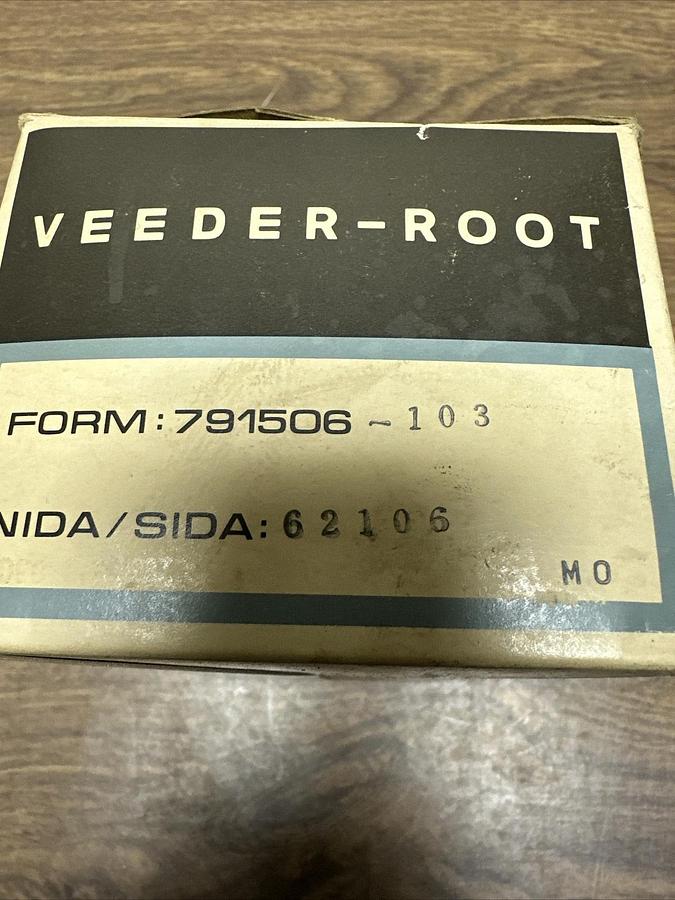 VEEDER-ROOT
FORM: 791506-103
NIDA/SIDA: 62106
MO